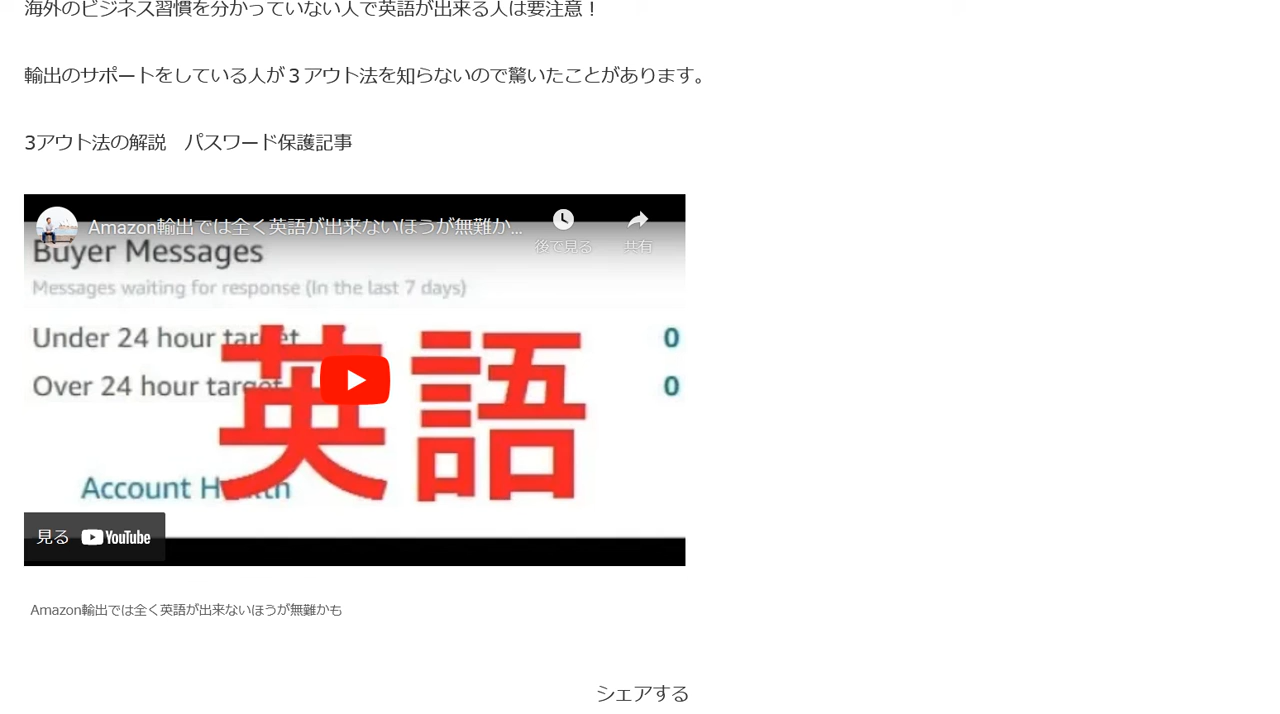 海外のビジネス習慣を分かっていない人で英語が出来る人は要注意！
輸出のサポートをしている人が３アウト法を知らないので驚いたことがあります。
3アウト法の解説　パスワード保護記事
Amazon輸出では全く英語が出来ないほうが無難か...
後で見る 共有
Buyer Messages
Messages waiting for response (In the last 7 days)
Under 24 hour target 0
Over 24 hour target 0
英語
Account Health
見る YouTube
Amazon輸出では全く英語が出来ないほうが無難かも
シェアする